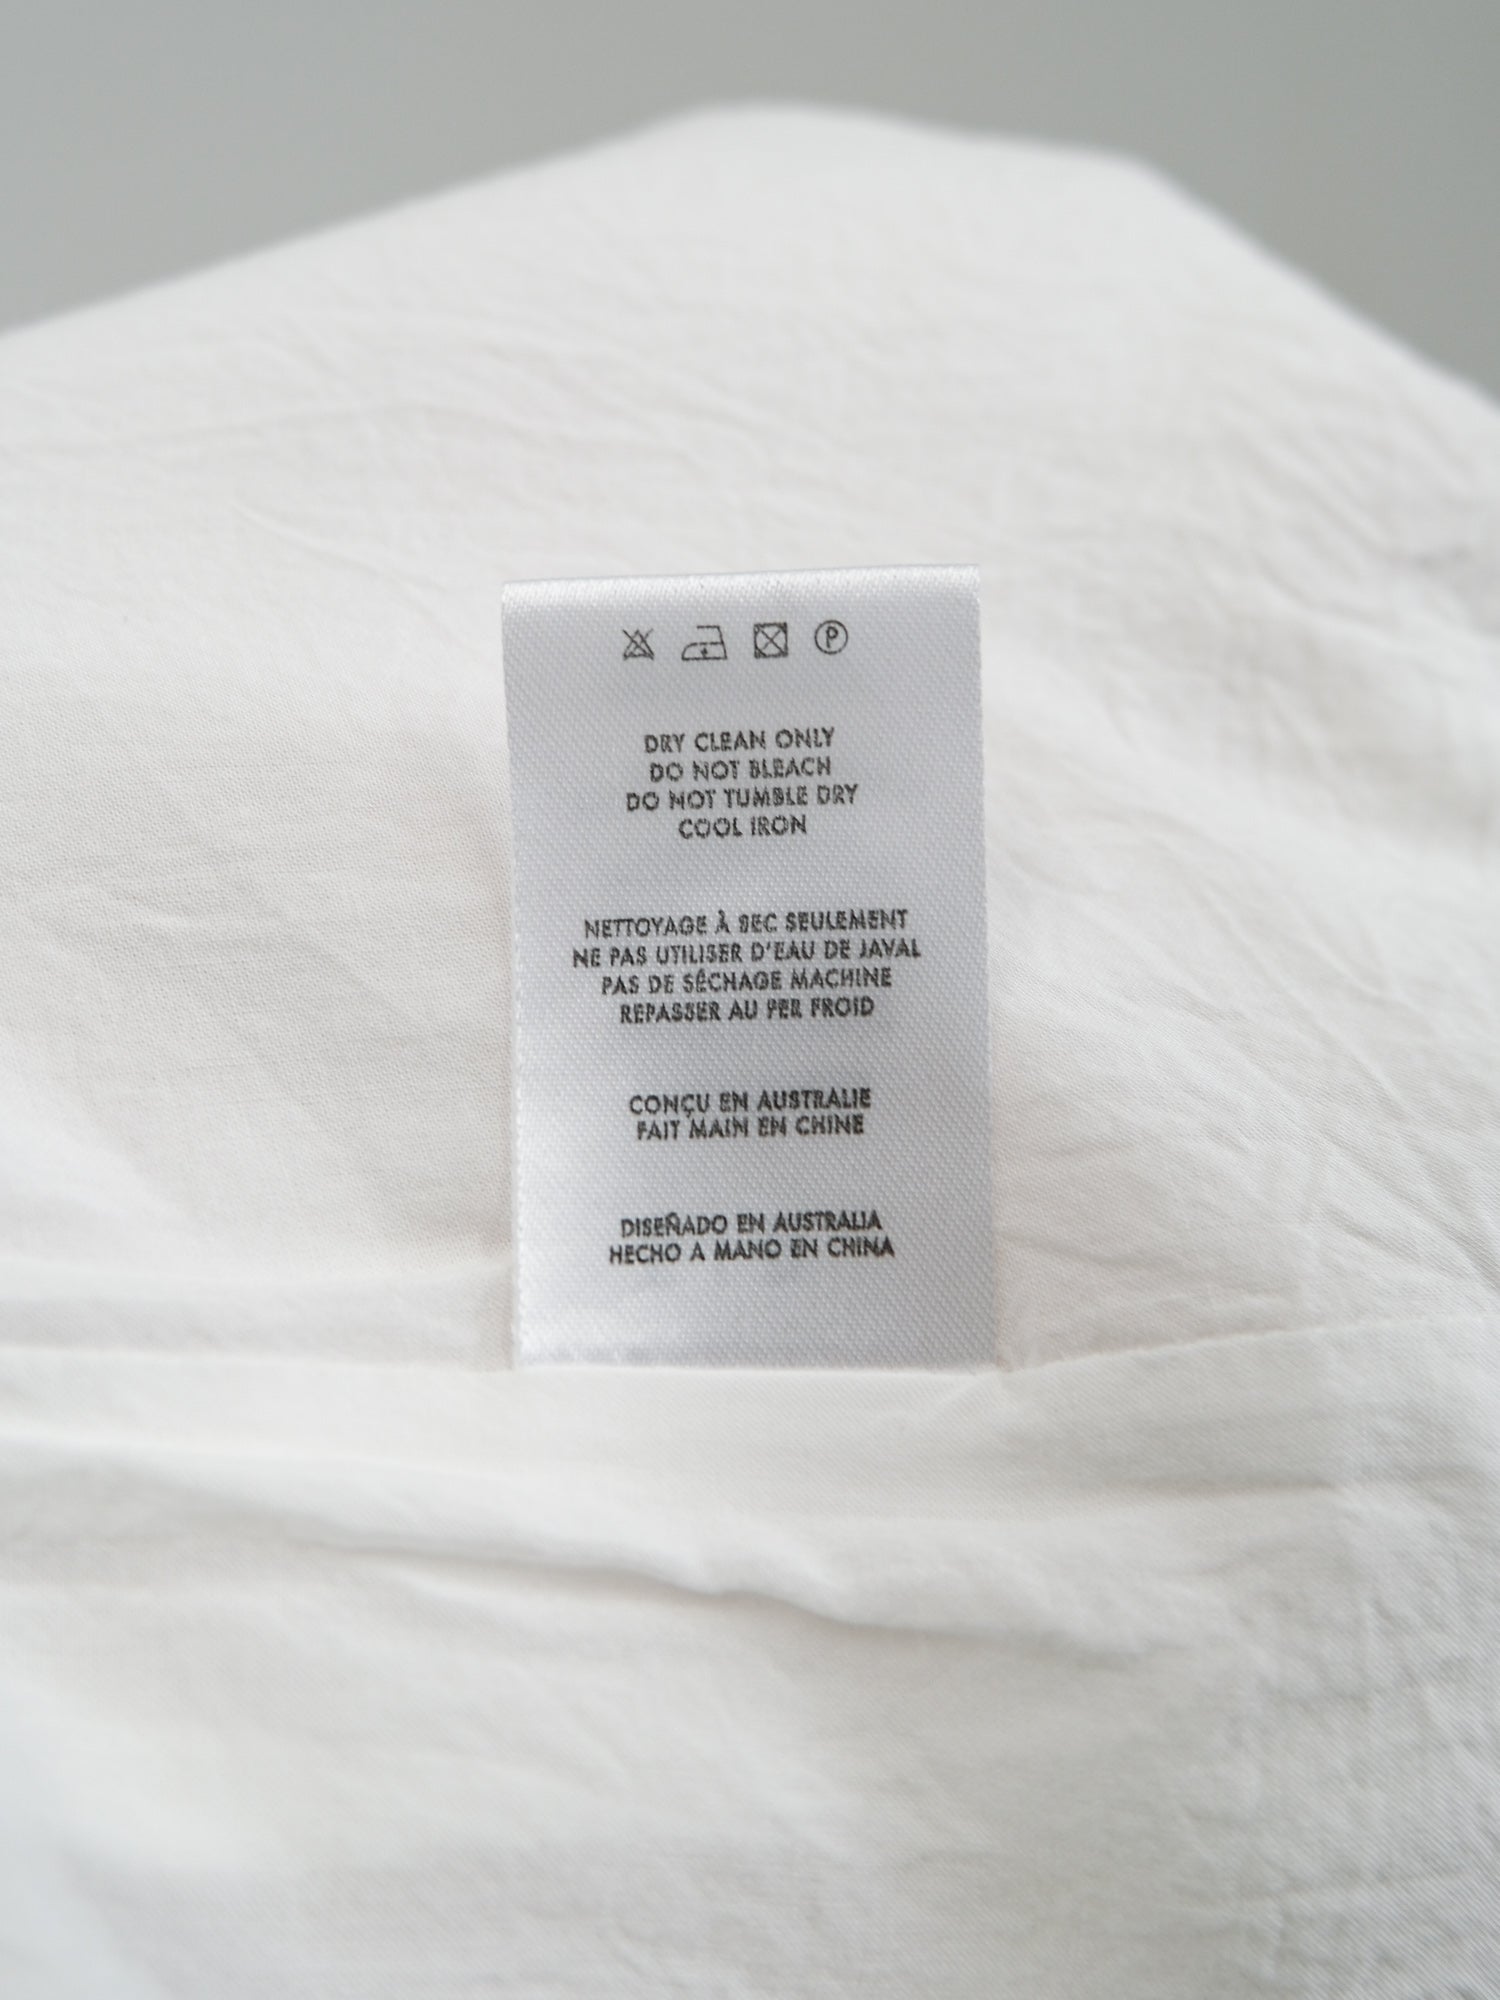 P
DRY CLEAN ONLY
DO NOT BLEACH
DO NOT TUMBLE DRY
COOL IRON
NETTOYAGE À SEC SEULEMENT
NE PAS UTILISER D'EAU DE JAVAL
PAS DE SÊCHAGE MACHINE
REPASSER AU FER FROID
CONÇU EN AUSTRALIE
FAIT MAIN EN CHINE
DISEÑADO EN AUSTRALIA
HECHO A MANO EN CHINA